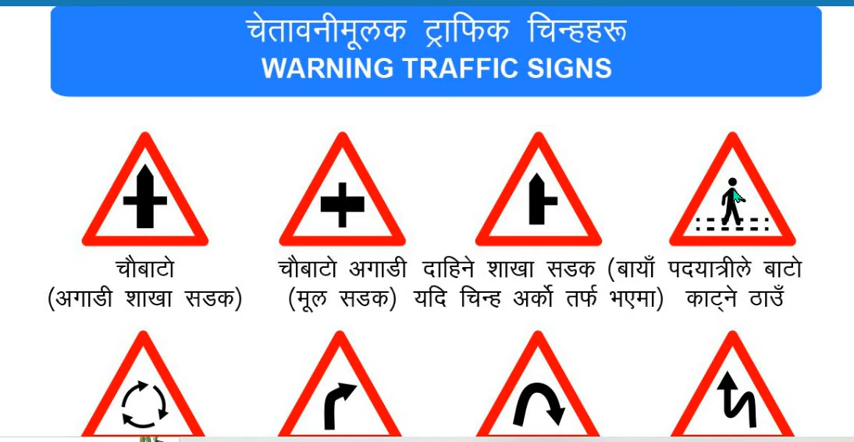 चेतावनीमूलक ट्राफिक चिन्हहरू
WARNING TRAFFIC SIGNS
चौबाटो
(अगाडी शाखा सडक)
चौबाटो अगाडी
(मूल सडक)
दाहिने शाखा सडक (बायाँ
यदि चिन्ह अर्को तर्फ भएमा)
पदयात्रीले बाटो
काट्ने ठाउँ